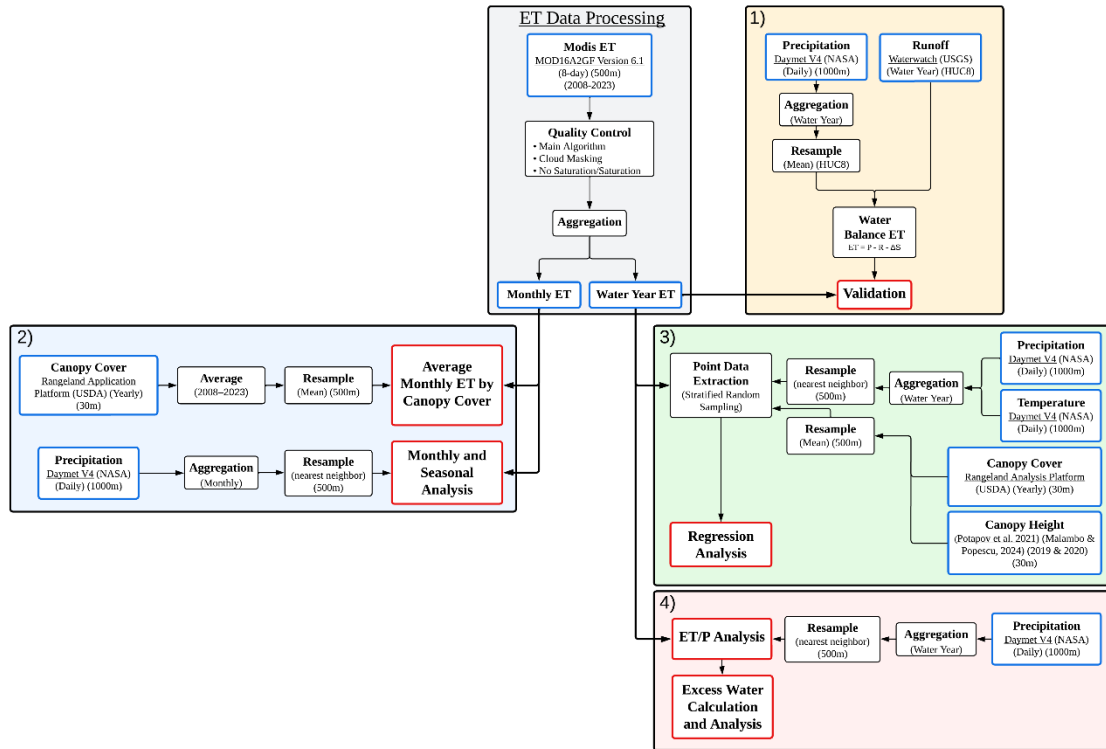 ET Data Processing
Modis ET
MOD16A2GF Version 6.1
(8-day) (500m)
(2008-2023)
Quality Control
• Main Algorithm
• Cloud Masking
• No Saturation/Saturation
Aggregation
Monthly ET
Water Year ET
1)
Precipitation
Daymet V4 (NASA)
(Daily) (1000m)
Runoff
Waterwatch (USGS)
(Water Year) (HUC8)
Aggregation
(Water Year)
Resample
(Mean) (HUC8)
Water
Balance ET
ET = P - R - ΔS
Validation
2)
Canopy Cover
Rangeland Application
Platform (USDA) (Yearly)
(30m)
Average
(2008–2023)
Resample
(Mean) (500m)
Average
Monthly ET by
Canopy Cover
Precipitation
Daymet V4 (NASA)
(Daily) (1000m)
Aggregation
(Monthly)
Resample
(nearest neighbor)
(500m)
Monthly and
Seasonal
Analysis
3)
Point Data
Extraction
(Stratified Random
Sampling)
Resample
(nearest neighbor)
(500m)
Aggregation
(Water Year)
Precipitation
Daymet V4 (NASA)
(Daily) (1000m)
Temperature
Daymet V4 (NASA)
(Daily) (1000m)
Resample
(Mean) (500m)
Canopy Cover
Rangeland Analysis Platform
(USDA) (Yearly) (30m)
Canopy Height
(Potapov et al. 2021) (Malambo &
Popescu, 2024) (2019 & 2020)
(30m)
Regression
Analysis
4)
ET/P Analysis
Resample
(nearest neighbor)
(500m)
Aggregation
(Water Year)
Precipitation
Daymet V4 (NASA)
(Daily) (1000m)
Excess Water
Calculation
and Analysis